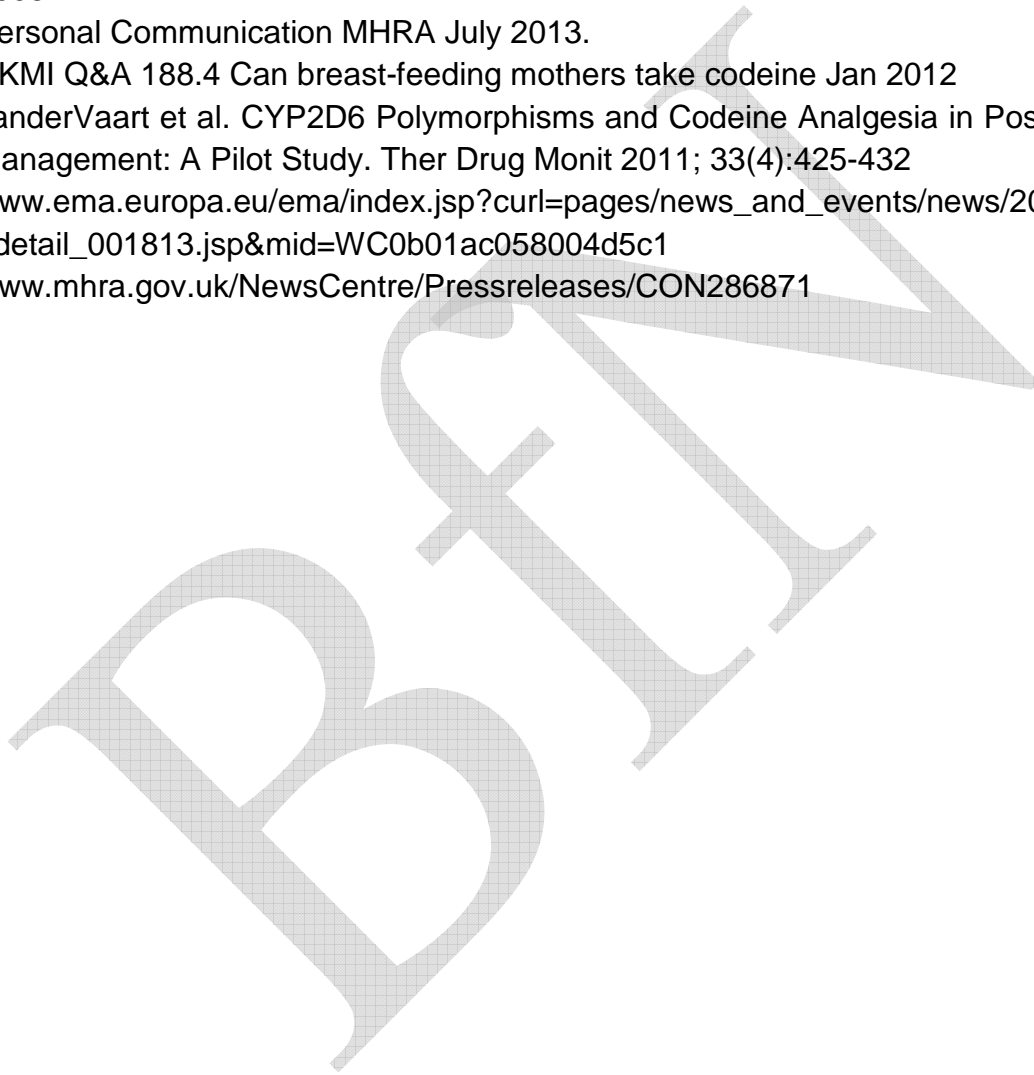 ersonal Communication MHRA July 2013.
KMI Q&A 188.4 Can breast-feeding mothers take codeine Jan 2012
anderVaart et al. CYP2D6 Polymorphisms and Codeine Analgesia in Pos
anagement: A Pilot Study. Ther Drug Monit 2011; 33(4):425-432
ww.ema.europa.eu/ema/index.jsp?curl=pages/news_and_events/news/20
detail_001813.jsp&mid=WC0b01ac058004d5c1
ww.mhra.gov.uk/NewsCentre/Pressreleases/CON286871
BfN